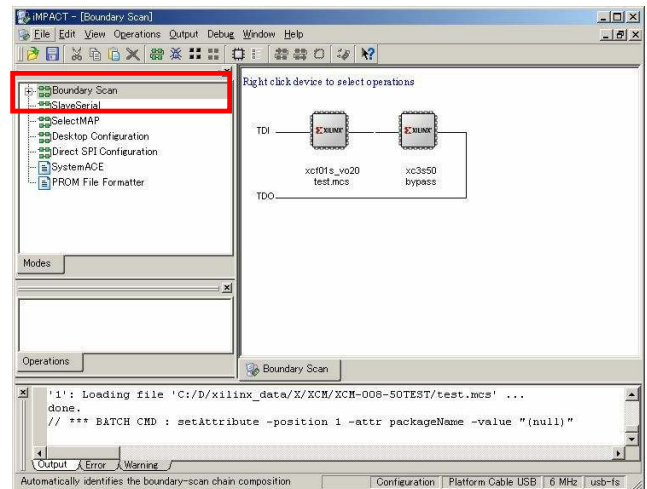 iMPACT - [Boundary Scan]
File Edit View Operations Output Debug Window Help
Boundary Scan
SlaveSerial
SelectMAP
Desktop Configuration
Direct SPI Configuration
SystemACE
PROM File Formatter
Modes
Operations
Right click device to select operations
TDI
XILINX
XILINX
xcf01s_vo20
test.mcs
xc3s50
bypass
TDO
Boundary Scan
'1': Loading file 'C:/D/xilinx_data/X/XCM/XCM-008-50TEST/test.mcs' ...
done.
// *** BATCH CMD : setAttribute -position 1 -attr packageName -value "(null)"
Output Error Warning
Automatically identifies the boundary-scan chain composition
Configuration Platform Cable USB 6 MHz usb-fs